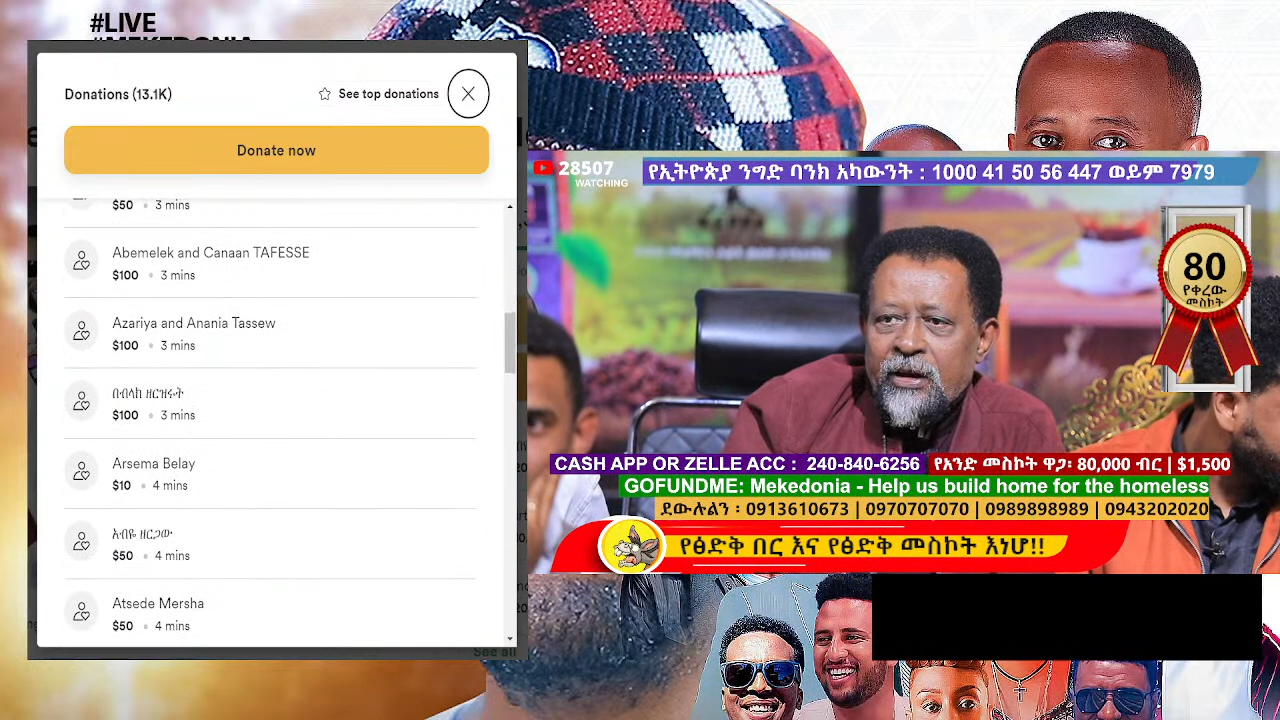 #LIVE
Donations (13.1K)
See top donations
Donate now
$50 • 3 mins
Abemelek and Canaan TAFESSE
$100 • 3 mins
Azariya and Anania Tassew
$100 • 3 mins
$100 • 3 mins
Arsema Belay
$10 • 4 mins
$50 • 4 mins
Atsede Mersha
$50 • 4 mins
See all
28507
WATCHING
የኢትዮጵያ ንግድ ባንክ አካውንት : 1000 41 50 56 447 ወይም 7979
80
የቀረው
መስኮት
CASH APP OR ZELLE ACC : 240-840-6256
የአንድ መስኮት ዋጋ፡ 80,000 ብር | $1,500
GOFUNDME: Mekedonia - Help us build home for the homeless
ደውሉልን : 0913610673 | 0970707070 | 0989898989 | 0943202020
የፅድቅ በር እና የፅድቅ መስኮት እነሆ!!